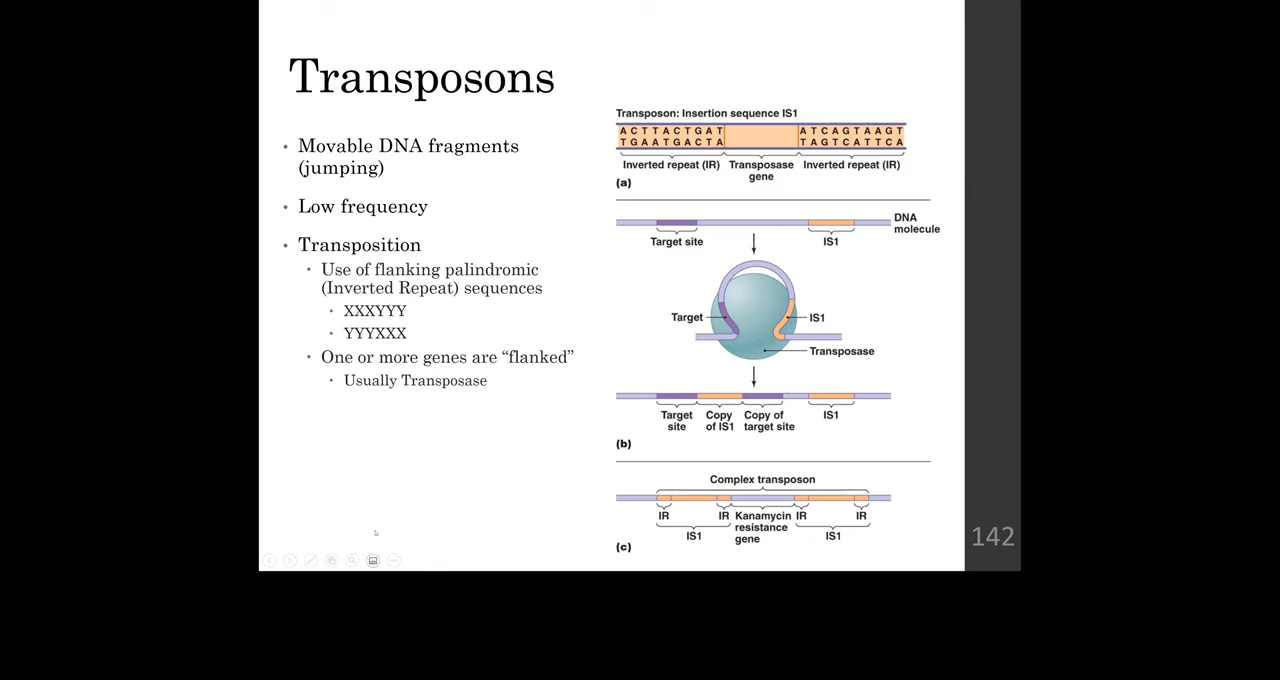 Transposons
• Movable DNA fragments
(jumping)
• Low frequency
• Transposition
• Use of flanking palindromic
(Inverted Repeat) sequences
• XXXYYY
• YYYXXX
• One or more genes are “flanked”
• Usually Transposase
Transposon: Insertion sequence IS1
A C T T A C T G A T
A T C A G T A A G T
T G A A T G A C T A
T A G T C A T T C A
Inverted repeat (IR)
Transposase
gene
Inverted repeat (IR)
(a)
DNA
molecule
Target site
IS1
Target
IS1
Transposase
Target
site
Copy
of IS1
Copy of
target site
IS1
(b)
Complex transposon
IR
IR
Kanamycin
resistance
gene
IR
IR
IS1
IS1
(c)
142